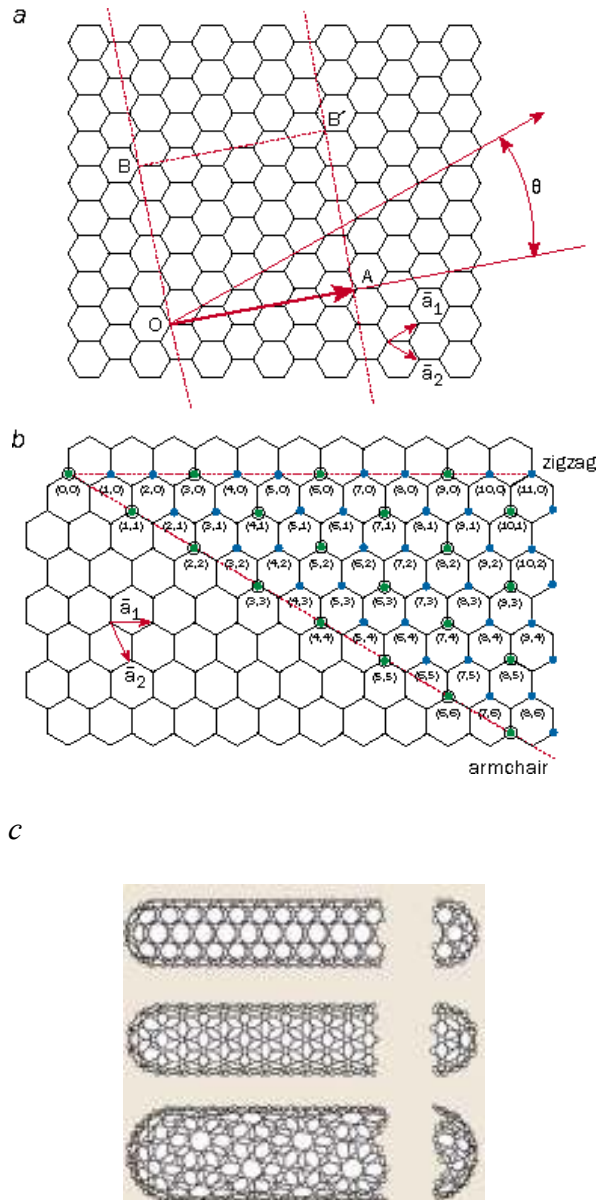 a
B´
B
θ
A
O
ā1
ā2
b
zigzag
(0,0) (1,0) (2,0) (3,0) (4,0) (5,0) (6,0) (7,0) (8,0) (9,0) (10,0) (11,0)
(1,1) (2,1) (3,1) (4,1) (5,1) (6,1) (7,1) (8,1) (9,1) (10,1)
(2,2) (3,2) (4,2) (5,2) (6,2) (7,2) (8,2) (9,2) (10,2)
(3,3) (4,3) (5,3) (6,3) (7,3) (8,3) (9,3)
ā1
(4,4) (5,4) (6,4) (7,4) (8,4) (9,4)
ā2
(5,5) (6,5) (7,5) (8,5)
(6,6) (7,6) (8,6)
armchair
c